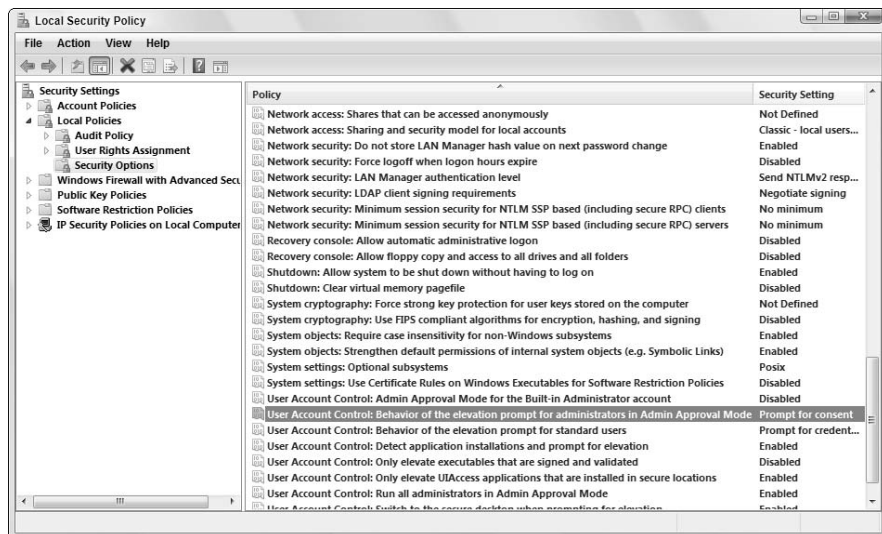 Local Security Policy
File Action View Help
Security Settings
Account Policies
Local Policies
Audit Policy
User Rights Assignment
Security Options
Windows Firewall with Advanced Secu
Public Key Policies
Software Restriction Policies
IP Security Policies on Local Computer
Policy Security Setting
Network access: Shares that can be accessed anonymously Not Defined
Network access: Sharing and security model for local accounts Classic - local users...
Network security: Do not store LAN Manager hash value on next password change Enabled
Network security: Force logoff when logon hours expire Disabled
Network security: LAN Manager authentication level Send NTLMv2 resp...
Network security: LDAP client signing requirements Negotiate signing
Network security: Minimum session security for NTLM SSP based (including secure RPC) clients No minimum
Network security: Minimum session security for NTLM SSP based (including secure RPC) servers No minimum
Recovery console: Allow automatic administrative logon Disabled
Recovery console: Allow floppy copy and access to all drives and all folders Disabled
Shutdown: Allow system to be shut down without having to log on Enabled
Shutdown: Clear virtual memory pagefile Disabled
System cryptography: Force strong key protection for user keys stored on the computer Not Defined
System cryptography: Use FIPS compliant algorithms for encryption, hashing, and signing Disabled
System objects: Require case insensitivity for non-Windows subsystems Enabled
System objects: Strengthen default permissions of internal system objects (e.g. Symbolic Links) Enabled
System settings: Optional subsystems Posix
System settings: Use Certificate Rules on Windows Executables for Software Restriction Policies Disabled
User Account Control: Admin Approval Mode for the Built-in Administrator account Disabled
User Account Control: Behavior of the elevation prompt for administrators in Admin Approval Mode Prompt for consent
User Account Control: Behavior of the elevation prompt for standard users Prompt for credent...
User Account Control: Detect application installations and prompt for elevation Enabled
User Account Control: Only elevate executables that are signed and validated Disabled
User Account Control: Only elevate UIAccess applications that are installed in secure locations Enabled
User Account Control: Run all administrators in Admin Approval Mode Enabled
User Account Control: Switch to the secure desktop when prompting for elevation Enabled